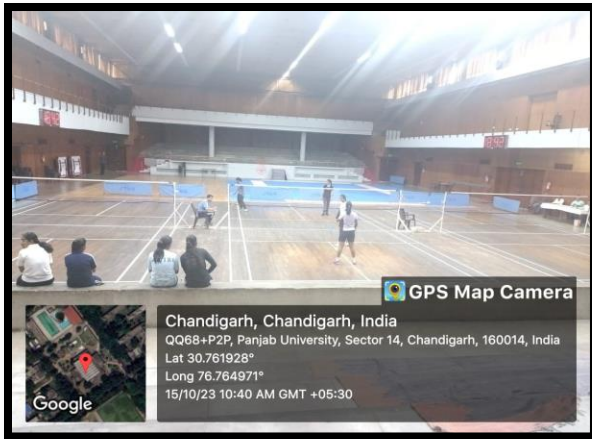 GPS Map Camera
Chandigarh, Chandigarh, India
QQ68+P2P, Panjab University, Sector 14, Chandigarh, 160014, India
Lat 30.761928°
Long 76.764971°
15/10/23 10:40 AM GMT +05:30
Google